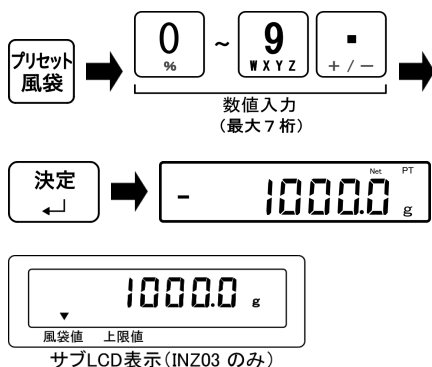 プリセット
風袋
0
%
~
9
W X Y Z
.
+ / −
数値入力
(最大7桁)
決定
↵
Net PT
- 1000.0 g
1000.0 g
▼
風袋値 上限値
サブLCD表示(INZ03 のみ)